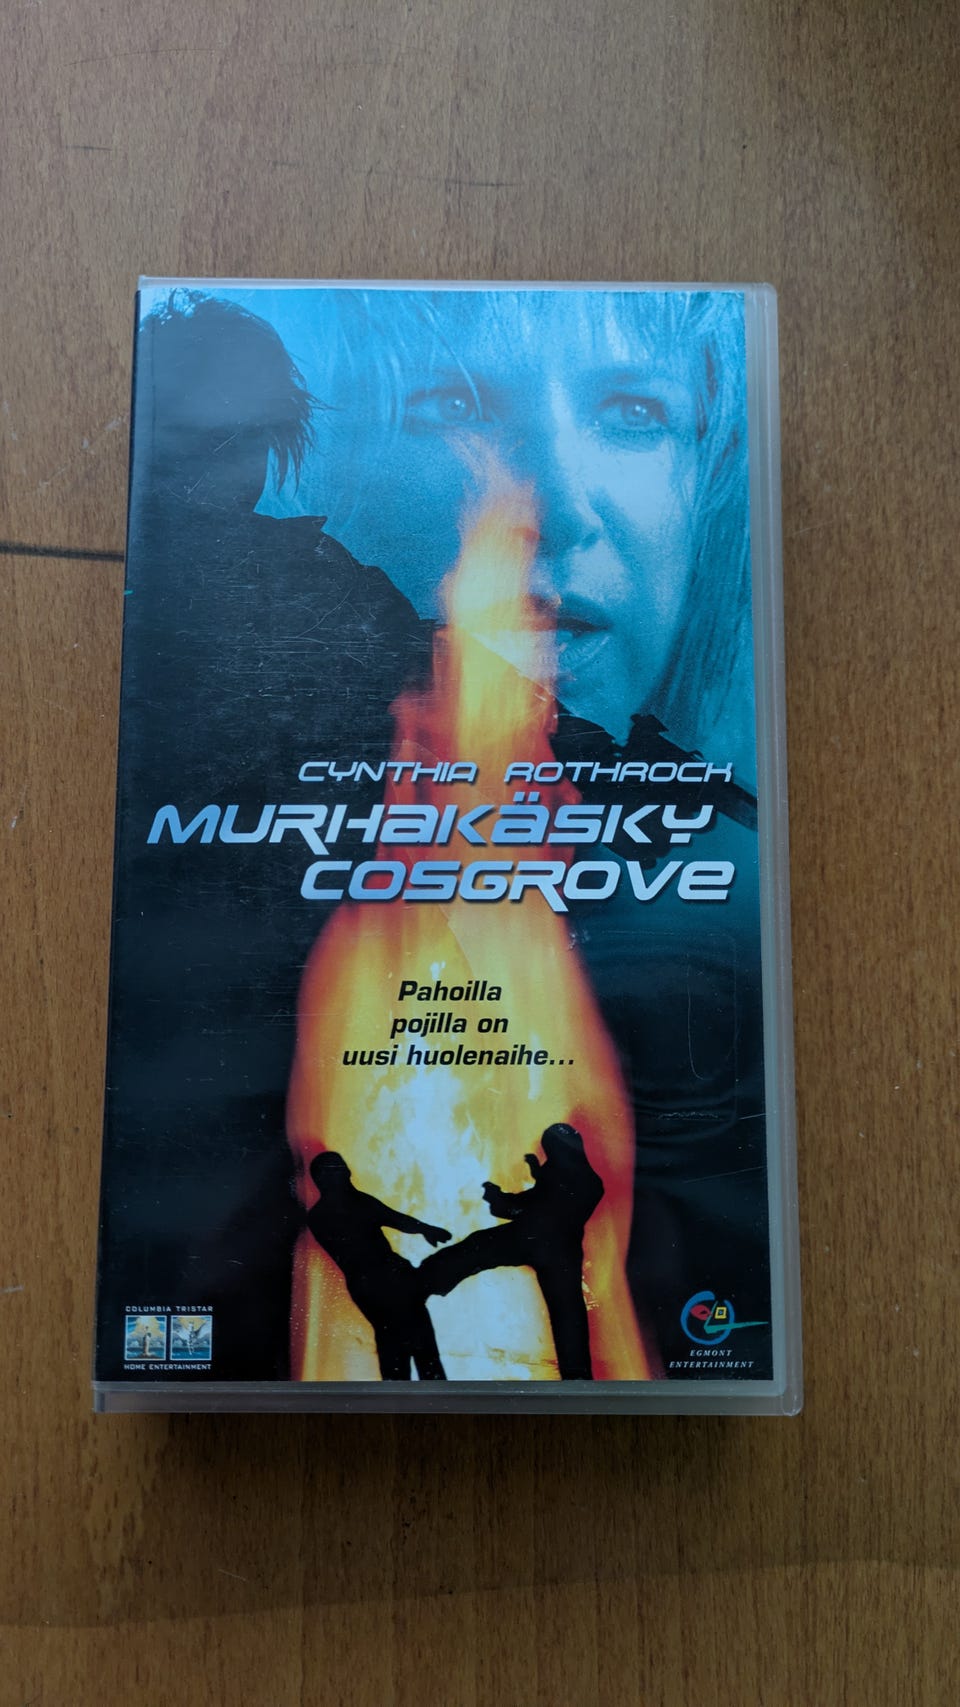 CYNTHIA ROTHROCK
MURHAKÄSKY
COSGROVE
Pahoilla
pojilla on
uusi huolenaihe...
COLUMBIA TRISTAR
HOME ENTERTAINMENT
EGMONT
ENTERTAINMENT